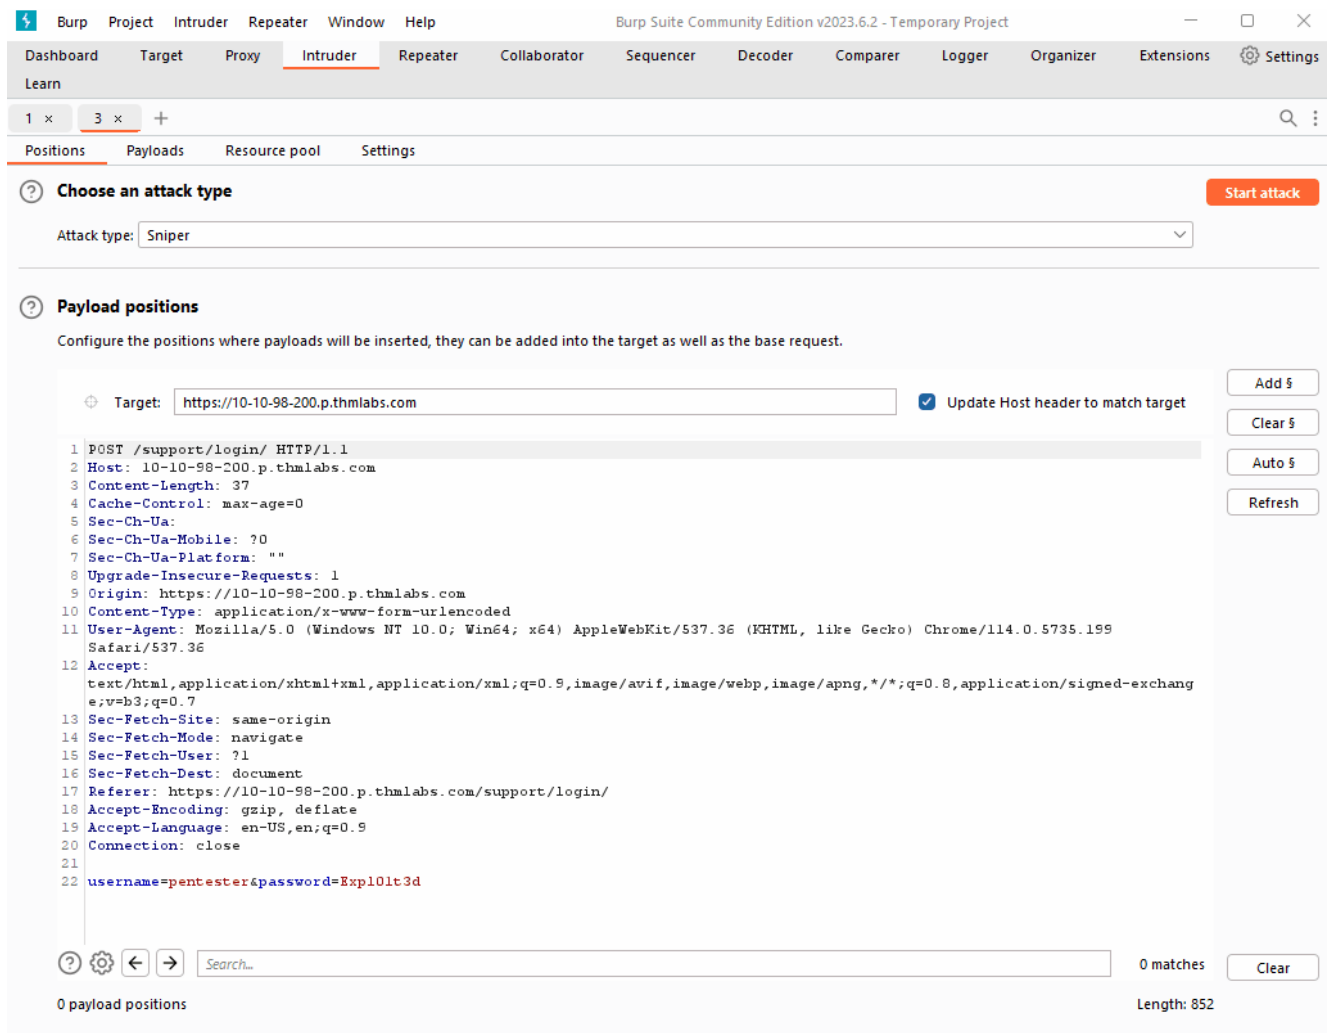 Burp Project Intruder Repeater Window Help Burp Suite Community Edition v2023.6.2 - Temporary Project
Dashboard Target Proxy Intruder Repeater Collaborator Sequencer Decoder Comparer Logger Organizer Extensions Settings
Learn
1 × 3 × +
Positions Payloads Resource pool Settings
? Choose an attack type Start attack
Attack type: Sniper
? Payload positions
Configure the positions where payloads will be inserted, they can be added into the target as well as the base request.
Add §
Target: https://10-10-98-200.p.thmlabs.com Update Host header to match target
Clear §
Auto §
Refresh
1 POST /support/login/ HTTP/1.1
2 Host: 10-10-98-200.p.thmlabs.com
3 Content-Length: 37
4 Cache-Control: max-age=0
5 Sec-Ch-Ua:
6 Sec-Ch-Ua-Mobile: ?0
7 Sec-Ch-Ua-Platform: ""
8 Upgrade-Insecure-Requests: 1
9 Origin: https://10-10-98-200.p.thmlabs.com
10 Content-Type: application/x-www-form-urlencoded
11 User-Agent: Mozilla/5.0 (Windows NT 10.0; Win64; x64) AppleWebKit/537.36 (KHTML, like Gecko) Chrome/114.0.5735.199
Safari/537.36
12 Accept:
text/html,application/xhtml+xml,application/xml;q=0.9,image/avif,image/webp,image/apng,*/*;q=0.8,application/signed-exchang
e;v=b3;q=0.7
13 Sec-Fetch-Site: same-origin
14 Sec-Fetch-Mode: navigate
15 Sec-Fetch-User: ?1
16 Sec-Fetch-Dest: document
17 Referer: https://10-10-98-200.p.thmlabs.com/support/login/
18 Accept-Encoding: gzip, deflate
19 Accept-Language: en-US,en;q=0.9
20 Connection: close
21
22 username=pentester&password=Expl01t3d
? Search... 0 matches Clear
0 payload positions Length: 852